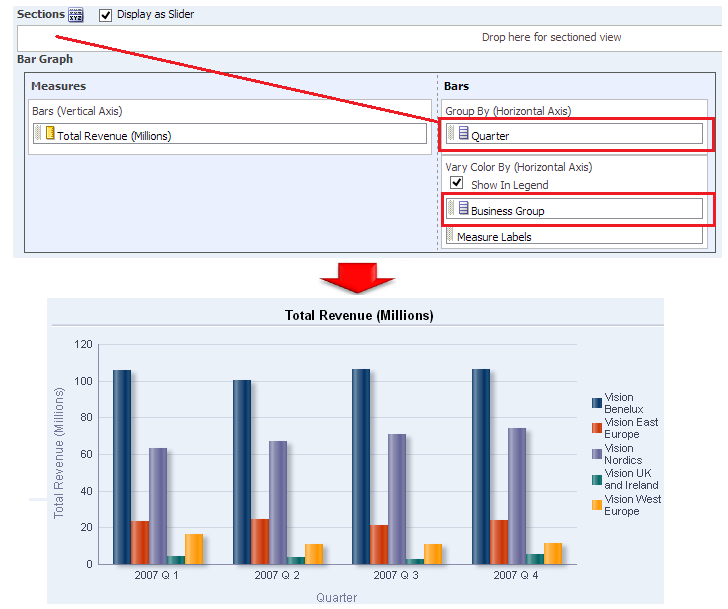 Sections Display as Slider
Drop here for sectioned view
Bar Graph
Measures
Bars (Vertical Axis)
Total Revenue (Millions)
Bars
Group By (Horizontal Axis)
Quarter
Vary Color By (Horizontal Axis)
Show In Legend
Business Group
Measure Labels
Total Revenue (Millions)
Total Revenue (Millions)
120
100
80
60
40
20
0
2007 Q 1
2007 Q 2
2007 Q 3
2007 Q 4
Quarter
Vision
Benelux
Vision East
Europe
Vision
Nordics
Vision UK
and Ireland
Vision West
Europe